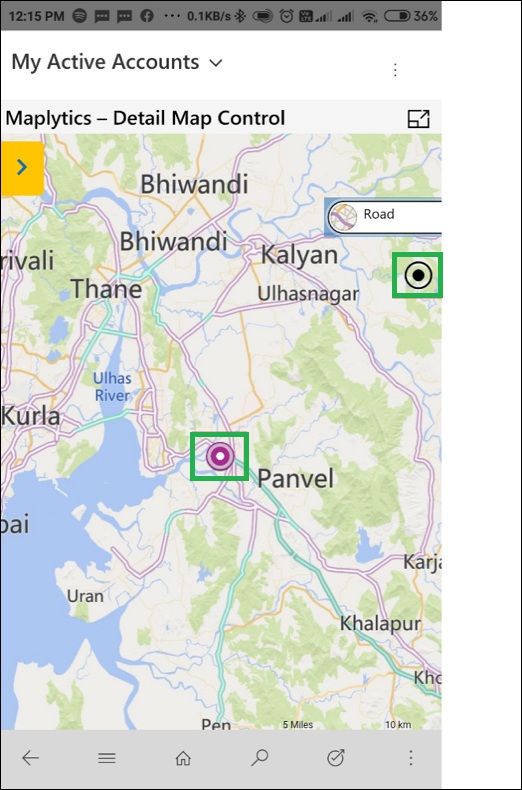 12:15 PM ... 0.1KB/s 36%
My Active Accounts
Maplytics – Detail Map Control
Bhiwandi
Road
Bhiwandi
Kalyan
rivali
Thane
Ulhasnagar
Ulhas
River
Kurla
Panvel
bai
Karja
Uran
Khalapur
Kho
Pen
5 Miles
10 km